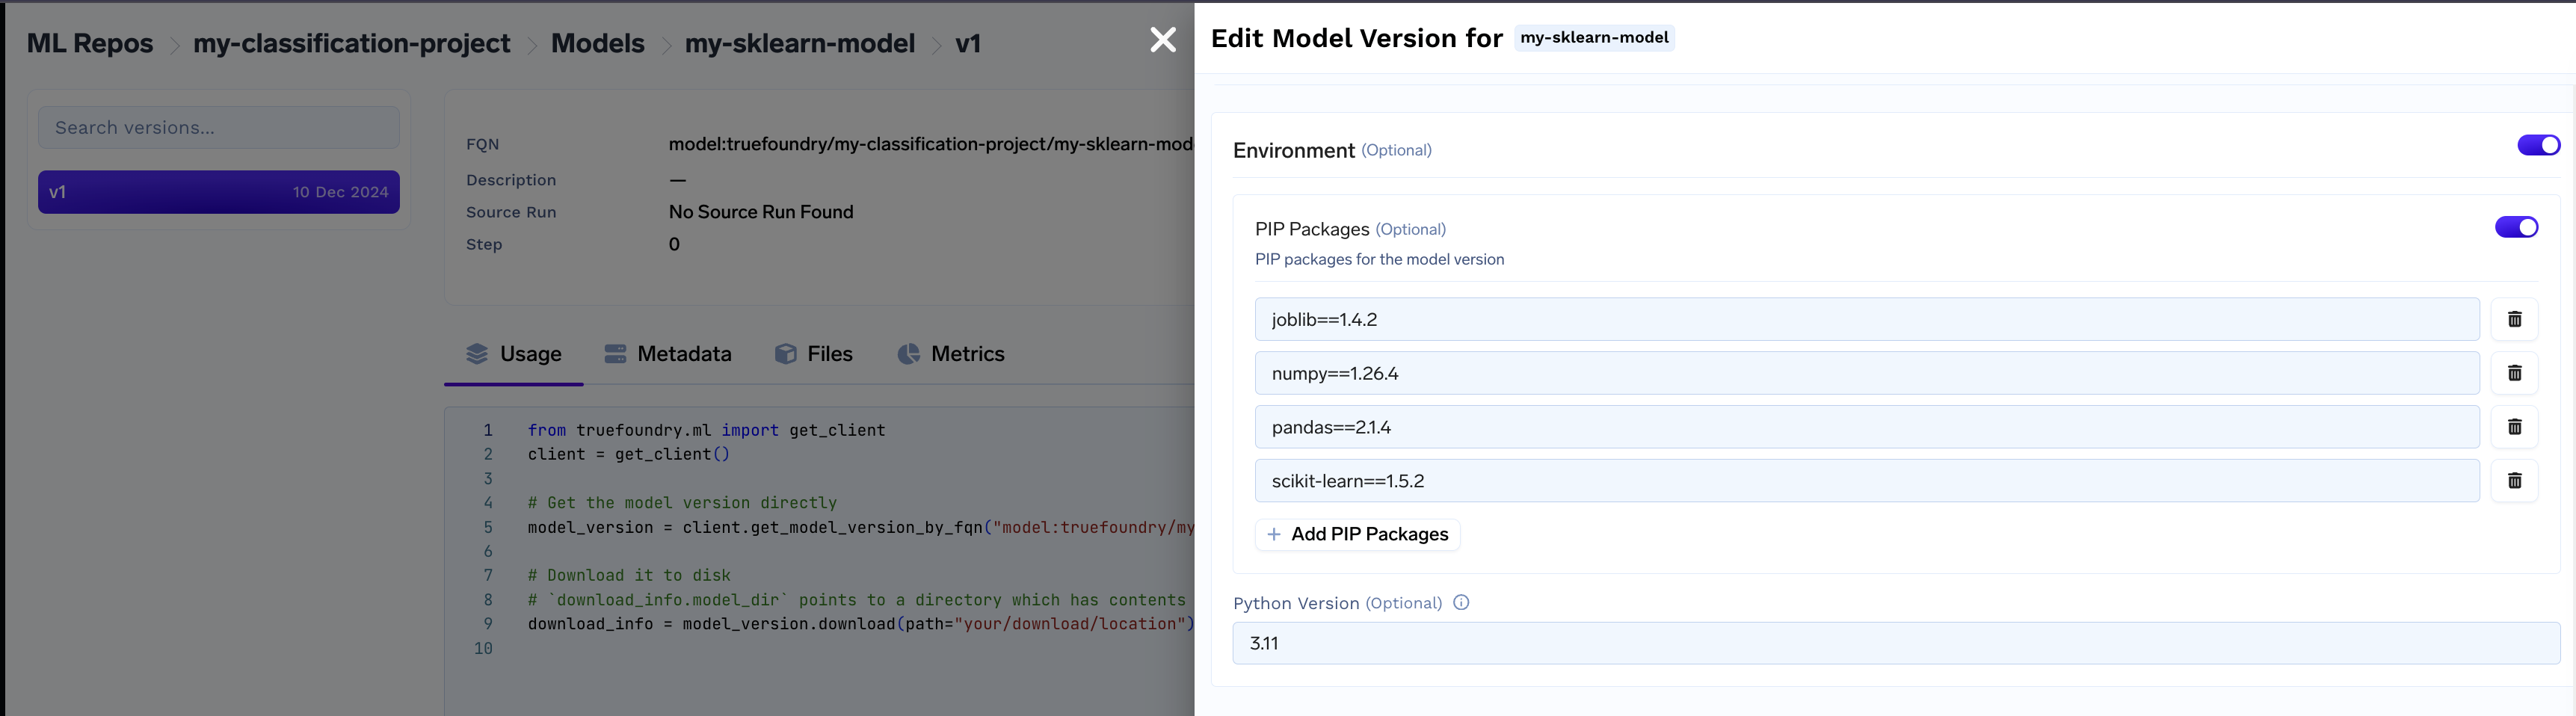 ML Repos > my-classification-project > Models > my-sklearn-model > v1
Search versions...
v1 10 Dec 2024
FQN model:truefoundry/my-classification-project/my-sklearn-mod
Description —
Source Run No Source Run Found
Step 0
Usage Metadata Files Metrics
1 from truefoundry.ml import get_client
2 client = get_client()
3
4 # Get the model version directly
5 model_version = client.get_model_version_by_fqn("model:truefoundry/my
6
7 # Download it to disk
8 # `download_info.model_dir` points to a directory which has contents
9 download_info = model_version.download(path="your/download/location")
10
Edit Model Version for my-sklearn-model
Environment (Optional)
PIP Packages (Optional)
PIP packages for the model version
joblib==1.4.2
numpy==1.26.4
pandas==2.1.4
scikit-learn==1.5.2
+ Add PIP Packages
Python Version (Optional)
3.11